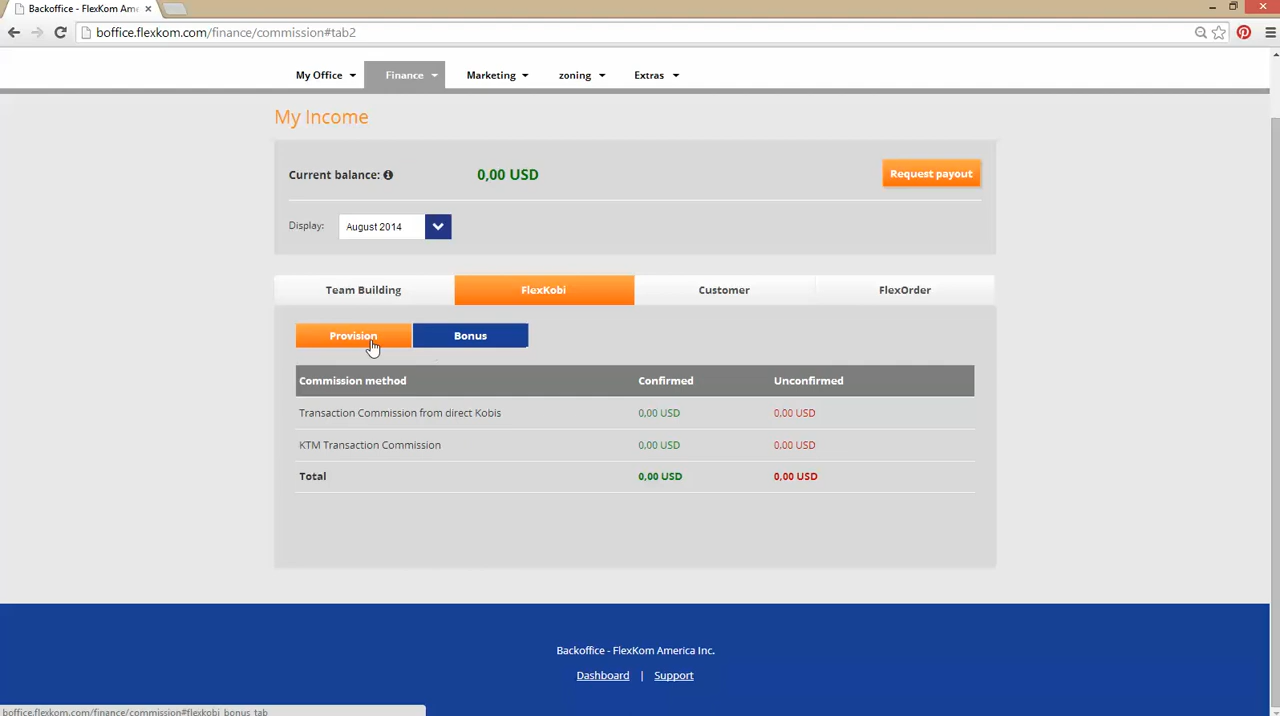 Backoffice - FlexKom Ame
boffice.flexkom.com/finance/commission#tab2
My Office Finance Marketing zoning Extras
My Income
Current balance: 0,00 USD Request payout
Display: August 2014
Team Building FlexKobi Customer FlexOrder
Provision Bonus
Commission method Confirmed Unconfirmed
Transaction Commission from direct Kobis 0,00 USD 0,00 USD
KTM Transaction Commission 0,00 USD 0,00 USD
Total 0,00 USD 0,00 USD
Backoffice - FlexKom America Inc.
Dashboard | Support
boffice.flexkom.com/finance/commission#flexkobi_bonus_tab